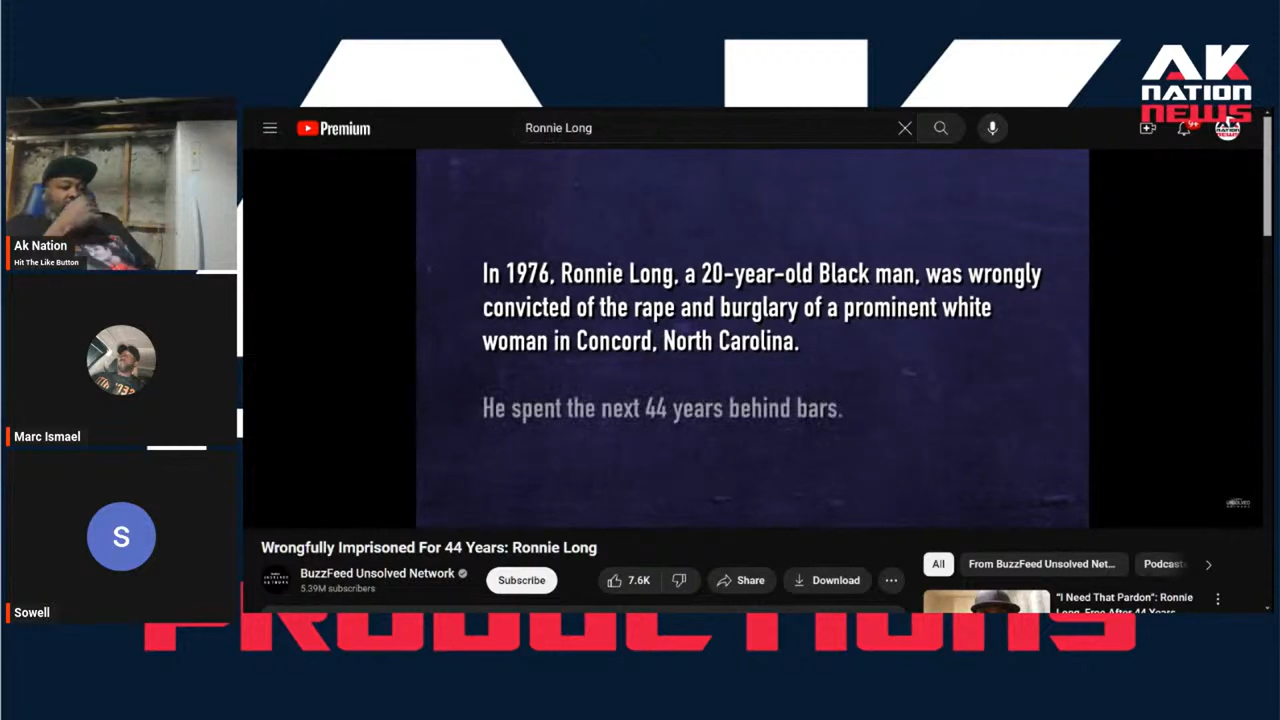 AK
NATION
NEWS
Premium
Ronnie Long
9+
In 1976, Ronnie Long, a 20-year-old Black man, was wrongly
convicted of the rape and burglary of a prominent white
woman in Concord, North Carolina.
He spent the next 44 years behind bars.
Ak Nation
Hit The Like Button
Marc Ismael
S
Sowell
Wrongfully Imprisoned For 44 Years: Ronnie Long
BuzzFeed Unsolved Network
5.39M subscribers
Subscribe
7.6K
Share
Download
All
From BuzzFeed Unsolved Net...
Podcasts
"I Need That Pardon": Ronnie
Long, Free After 44 Years
PRODUCTIONS